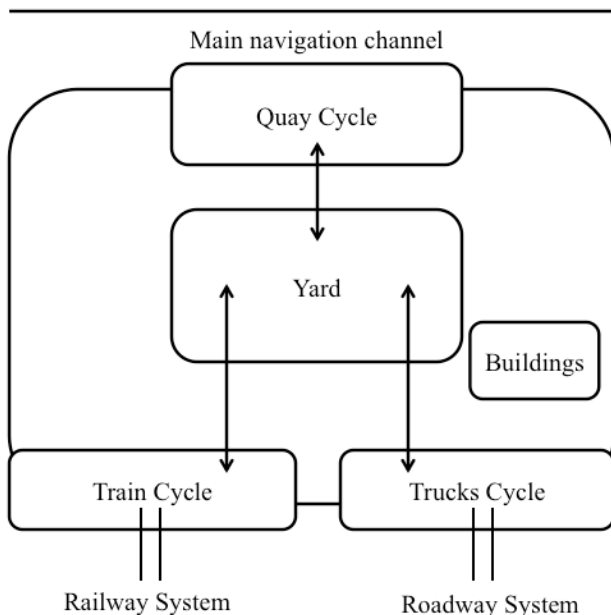 Main navigation channel
Quay Cycle
Yard
Buildings
Train Cycle
Trucks Cycle
Railway System
Roadway System